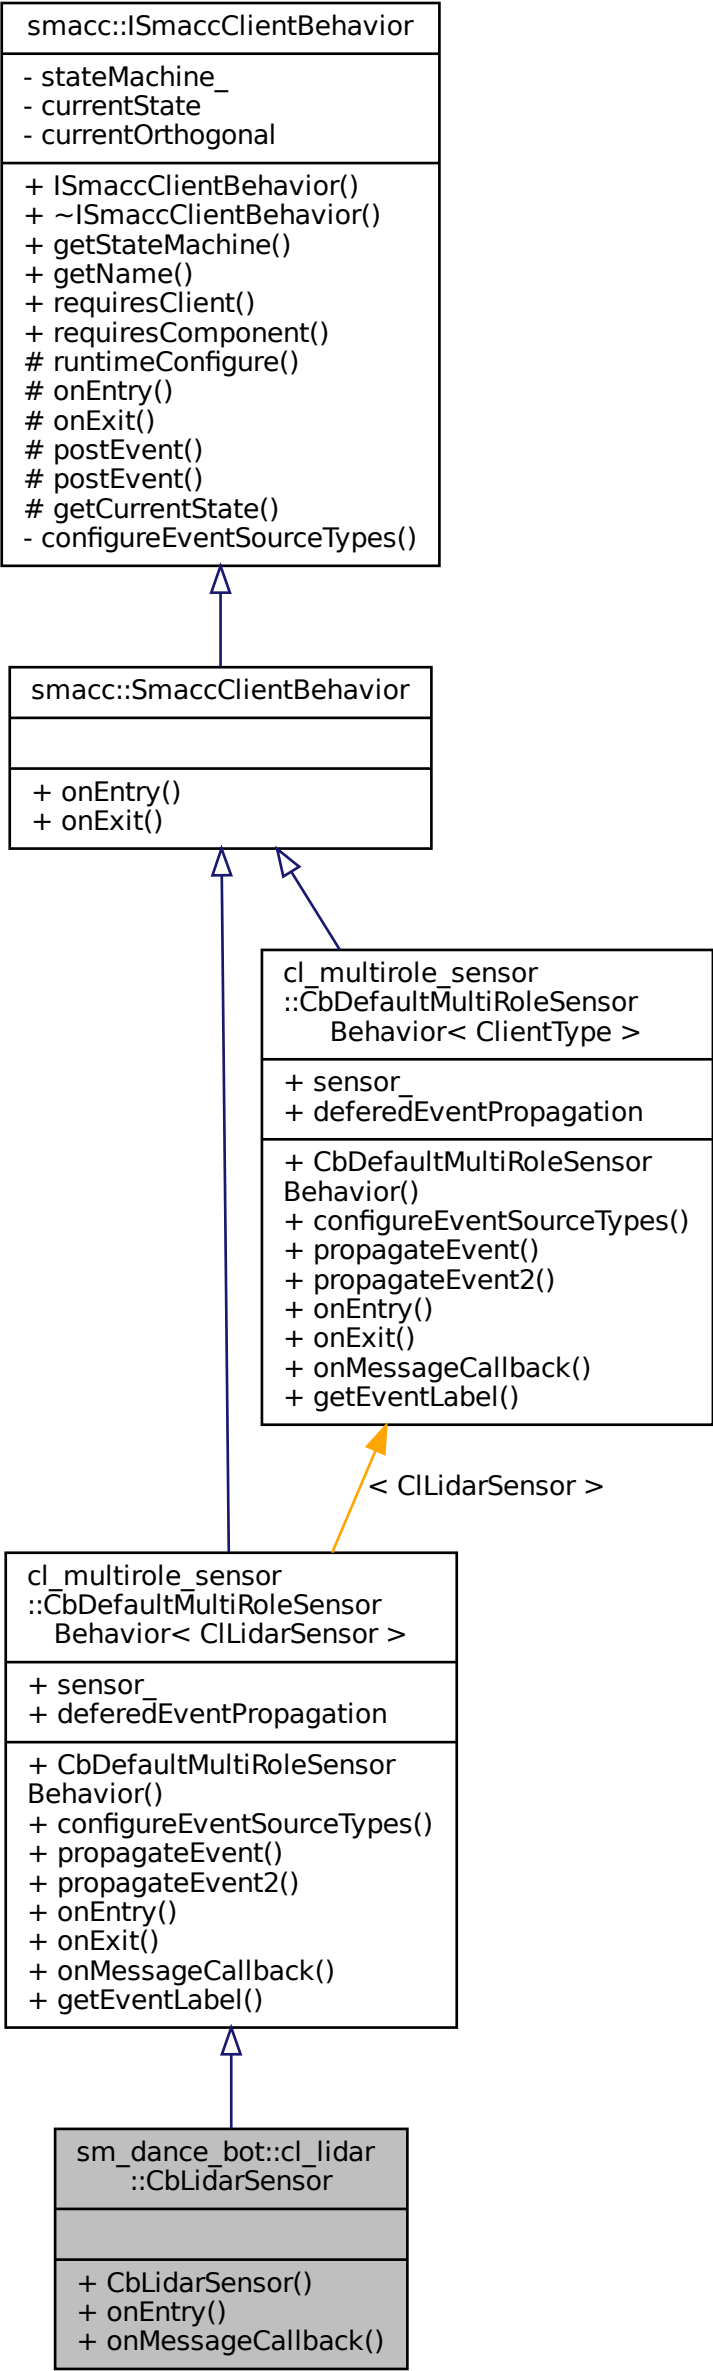 smacc::ISmaccClientBehavior
- stateMachine_
- currentState
- currentOrthogonal
+ ISmaccClientBehavior()
+ ~ISmaccClientBehavior()
+ getStateMachine()
+ getName()
+ requiresClient()
+ requiresComponent()
# runtimeConfigure()
# onEntry()
# onExit()
# postEvent()
# postEvent()
# getCurrentState()
- configureEventSourceTypes()
smacc::SmaccClientBehavior
+ onEntry()
+ onExit()
cl_multirole_sensor
::CbDefaultMultiRoleSensor
Behavior< ClientType >
+ sensor_
+ deferedEventPropagation
+ CbDefaultMultiRoleSensor
Behavior()
+ configureEventSourceTypes()
+ propagateEvent()
+ propagateEvent2()
+ onEntry()
+ onExit()
+ onMessageCallback()
+ getEventLabel()
< ClLidarSensor >
cl_multirole_sensor
::CbDefaultMultiRoleSensor
Behavior< ClLidarSensor >
+ sensor_
+ deferedEventPropagation
+ CbDefaultMultiRoleSensor
Behavior()
+ configureEventSourceTypes()
+ propagateEvent()
+ propagateEvent2()
+ onEntry()
+ onExit()
+ onMessageCallback()
+ getEventLabel()
sm_dance_bot::cl_lidar
::CbLidarSensor
+ CbLidarSensor()
+ onEntry()
+ onMessageCallback()